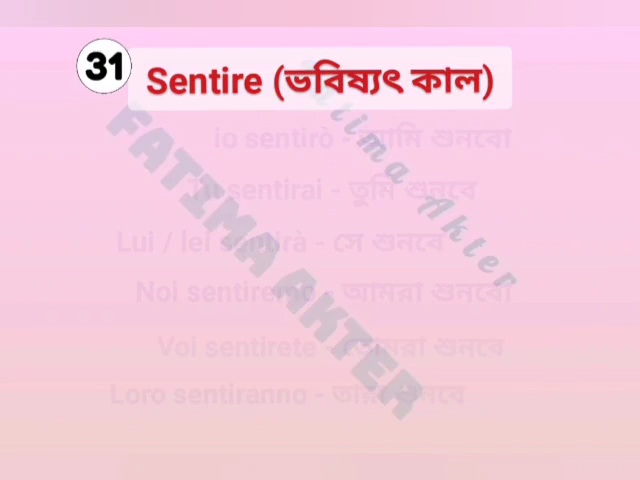 31
Sentire (ভবিষ্যৎ কাল)
io sentirò - আমি শুনবো
Tu sentirai - তুমি শুনবে
Lui / lei sentirà - সে শুনবে
Noi sentiremo - আমরা শুনবো
Voi sentirete - তোমরা শুনবে
Loro sentiranno - তারা শুনবে
FATIMA AKTER
Fatima Akter